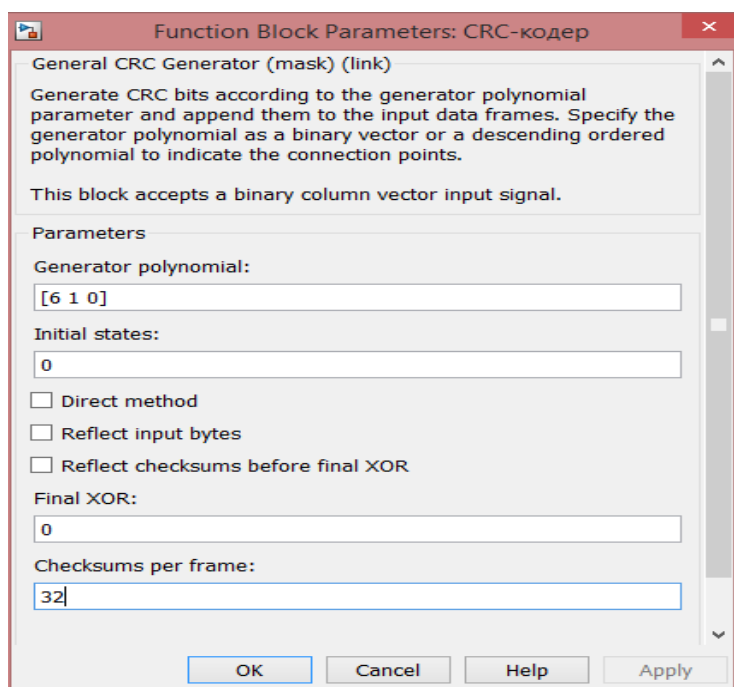 Function Block Parameters: CRC-кодер
General CRC Generator (mask) (link)
Generate CRC bits according to the generator polynomial
parameter and append them to the input data frames. Specify the
generator polynomial as a binary vector or a descending ordered
polynomial to indicate the connection points.
This block accepts a binary column vector input signal.
Parameters
Generator polynomial:
[6 1 0]
Initial states:
0
Direct method
Reflect input bytes
Reflect checksums before final XOR
Final XOR:
0
Checksums per frame:
32
OK Cancel Help Apply